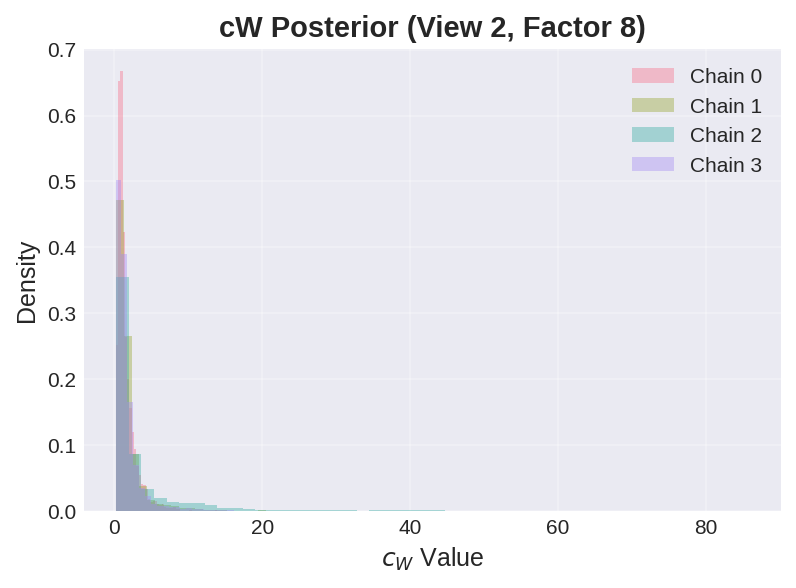 cW Posterior (View 2, Factor 8)
0.7
0.6
0.5
0.4
0.3
0.2
0.1
0.0
Density
Chain 0
Chain 1
Chain 2
Chain 3
0 20 40 60 80
c_W Value